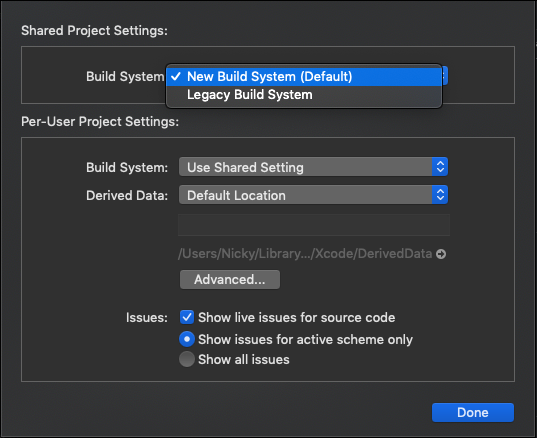 Shared Project Settings:
Build System: New Build System (Default)
Legacy Build System
Per-User Project Settings:
Build System: Use Shared Setting
Derived Data: Default Location
/Users/Nicky/Library.../Xcode/DerivedData
Advanced...
Issues: Show live issues for source code
Show issues for active scheme only
Show all issues
Done